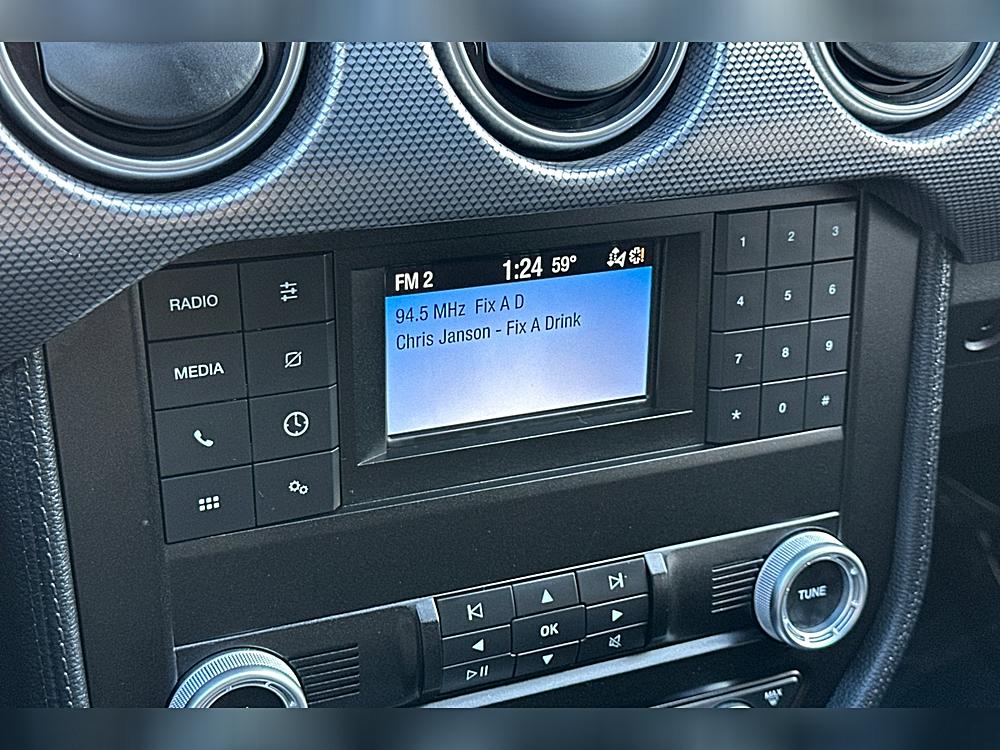 FM 2 1:24 59°
94.5 MHz Fix A D
Chris Janson - Fix A Drink
RADIO
MEDIA
1 2 3
4 5 6
7 8 9
* 0 #
OK
TUNE
MAX